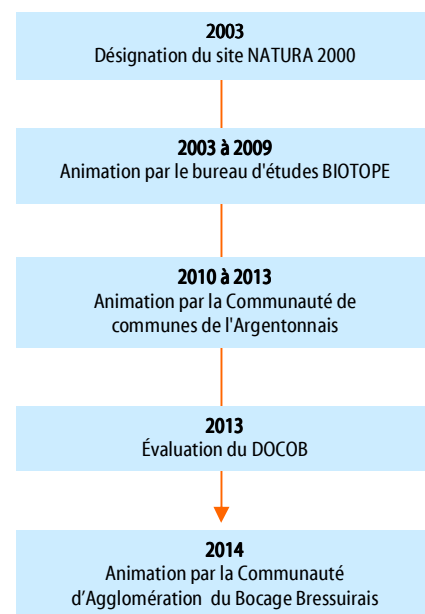 2003
Désignation du site NATURA 2000
2003 à 2009
Animation par le bureau d'études BIOTOPE
2010 à 2013
Animation par la Communauté de
communes de l'Argentonnais
2013
Évaluation du DOCOB
2014
Animation par la Communauté
d’Agglomération du Bocage Bressuirais